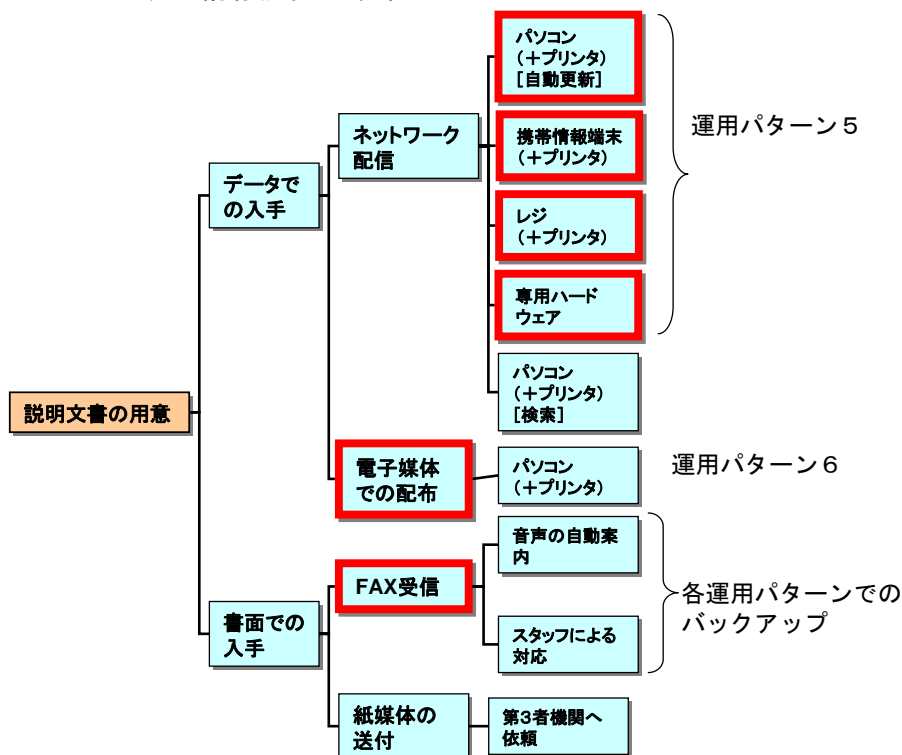 パソコン
(+プリンタ)
[自動更新]
運用パターン5
ネットワーク
配信
携帯情報端末
(+プリンタ)
データで
の入手
レジ
(+プリンタ)
専用ハード
ウェア
パソコン
(+プリンタ)
[検索]
説明文書の用意
電子媒体
での配布
パソコン
(+プリンタ)
運用パターン6
音声の自動案
内
FAX受信
各運用パターンでの
バックアップ
書面での
入手
スタッフによる
対応
紙媒体の
送付
第3者機関へ
依頼